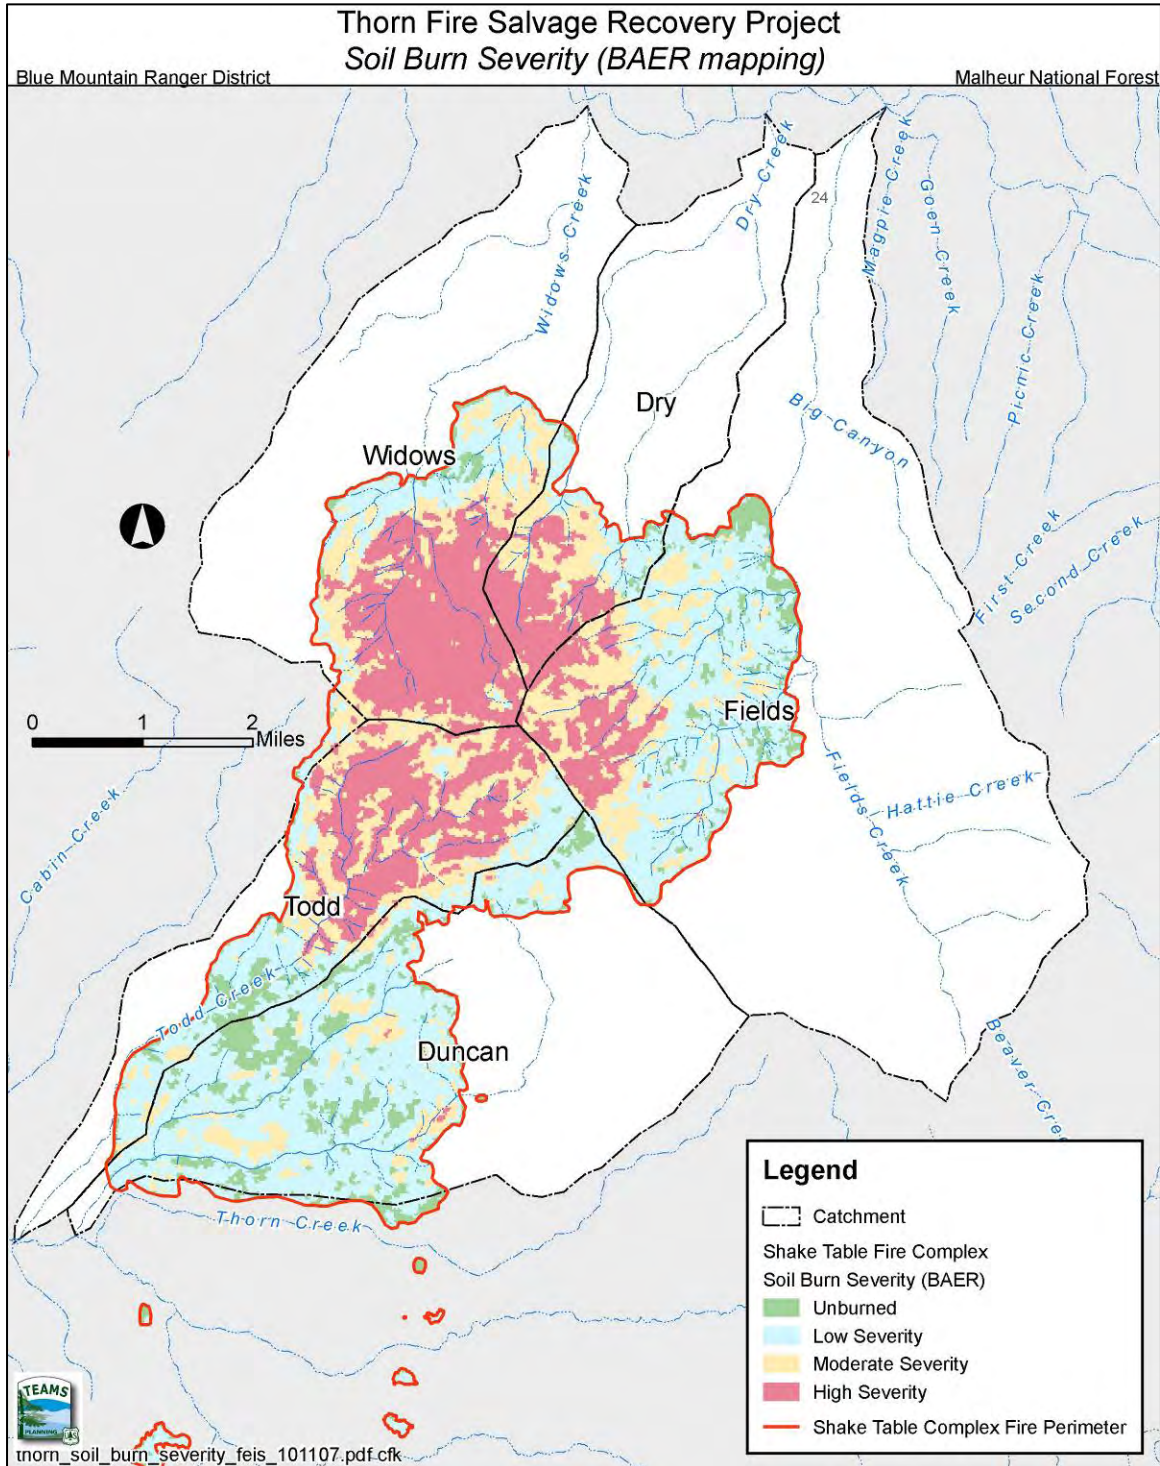 Thorn Fire Salvage Recovery Project
Soil Burn Severity (BAER mapping)
Blue Mountain Ranger District
Malheur National Forest
Widows Creek
Dry Creek
24
Magpie Creek
Goen Creek
Picnic Creek
Dry
Big Canyon
Widows
First Creek
Second Creek
0 1 2
Miles
Fields
Fields Creek
Hattie Creek
Cabin Creek
Todd
Todd Creek
Duncan
Beaver Cree
Thorn Creek
Legend
Catchment
Shake Table Fire Complex
Soil Burn Severity (BAER)
Unburned
Low Severity
Moderate Severity
High Severity
Shake Table Complex Fire Perimeter
TEAMS
PLANNING
thorn_soil_burn_severity_feis_101107.pdf cfk